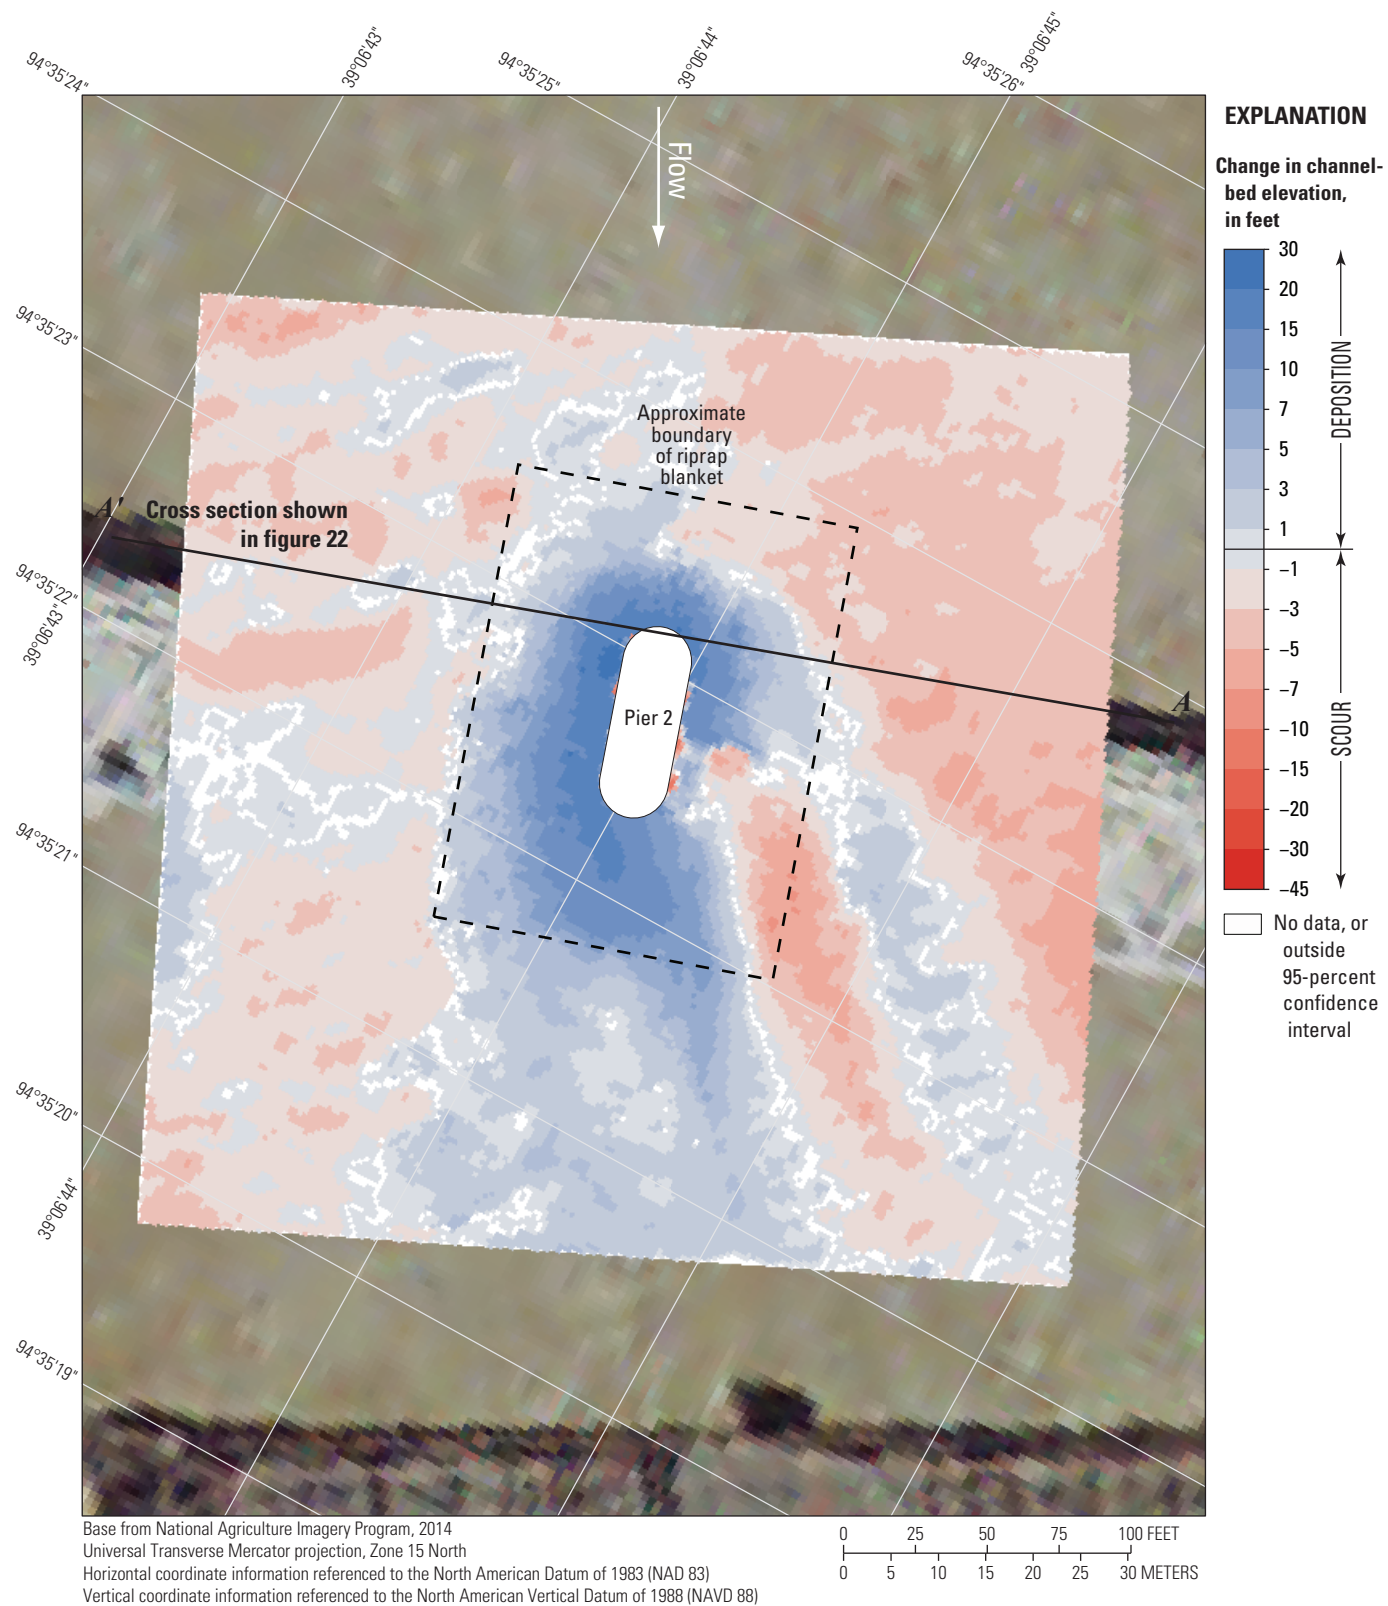 94°35'24"
39°06'43"
94°35'25"
39°06'44"
94°35'26"
39°06'45"
Flow
94°35'23"
94°35'22"
39°06'43"
94°35'21"
94°35'20"
39°06'44"
94°35'19"
Approximate
boundary
of riprap
blanket
A'
Cross section shown
in figure 22
Pier 2
A
EXPLANATION
Change in channel-
bed elevation,
in feet
30
20
15
10
7
5
3
1
−1
−3
−5
−7
−10
−15
−20
−30
−45
DEPOSITION
SCOUR
No data, or
outside
95-percent
confidence
interval
Base from National Agriculture Imagery Program, 2014
Universal Transverse Mercator projection, Zone 15 North
Horizontal coordinate information referenced to the North American Datum of 1983 (NAD 83)
Vertical coordinate information referenced to the North American Vertical Datum of 1988 (NAVD 88)
0 25 50 75 100 FEET
0 5 10 15 20 25 30 METERS